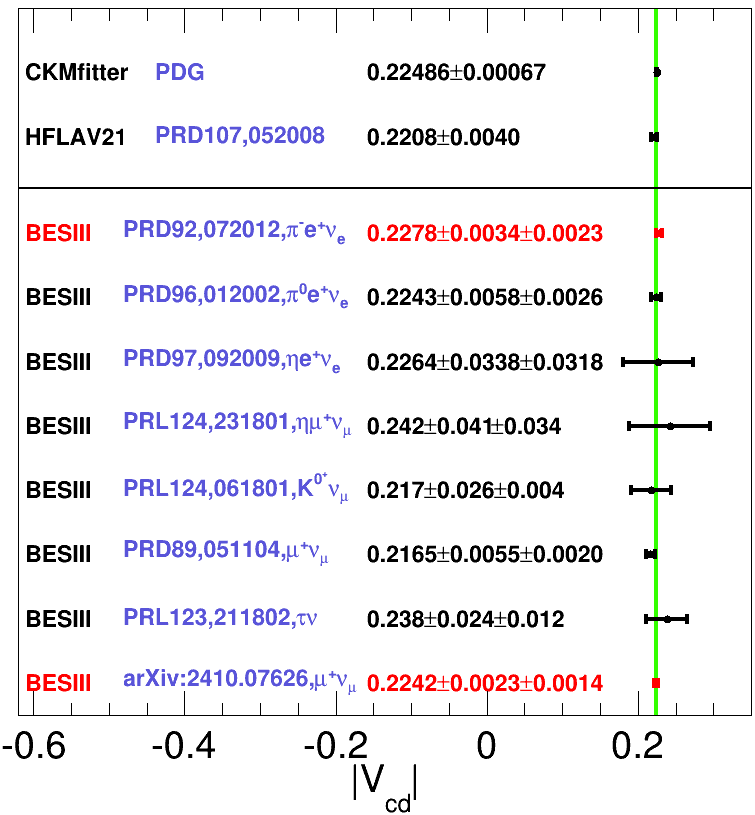 CKMfitter PDG 0.22486±0.00067
HFLAV21 PRD107,052008 0.2208±0.0040
BESIII PRD92,072012,π⁻e⁺νₑ 0.2278±0.0034±0.0023
BESIII PRD96,012002,π⁰e⁺νₑ 0.2243±0.0058±0.0026
BESIII PRD97,092009,ηe⁺νₑ 0.2264±0.0338±0.0318
BESIII PRL124,231801,ημ⁺ν_μ 0.242±0.041±0.034
BESIII PRL124,061801,K⁰⁺ν_μ 0.217±0.026±0.004
BESIII PRD89,051104,μ⁺ν_μ 0.2165±0.0055±0.0020
BESIII PRL123,211802,τν 0.238±0.024±0.012
BESIII arXiv:2410.07626,μ⁺ν_μ 0.2242±0.0023±0.0014
-0.6 -0.4 -0.2 0 0.2
|V_cd|